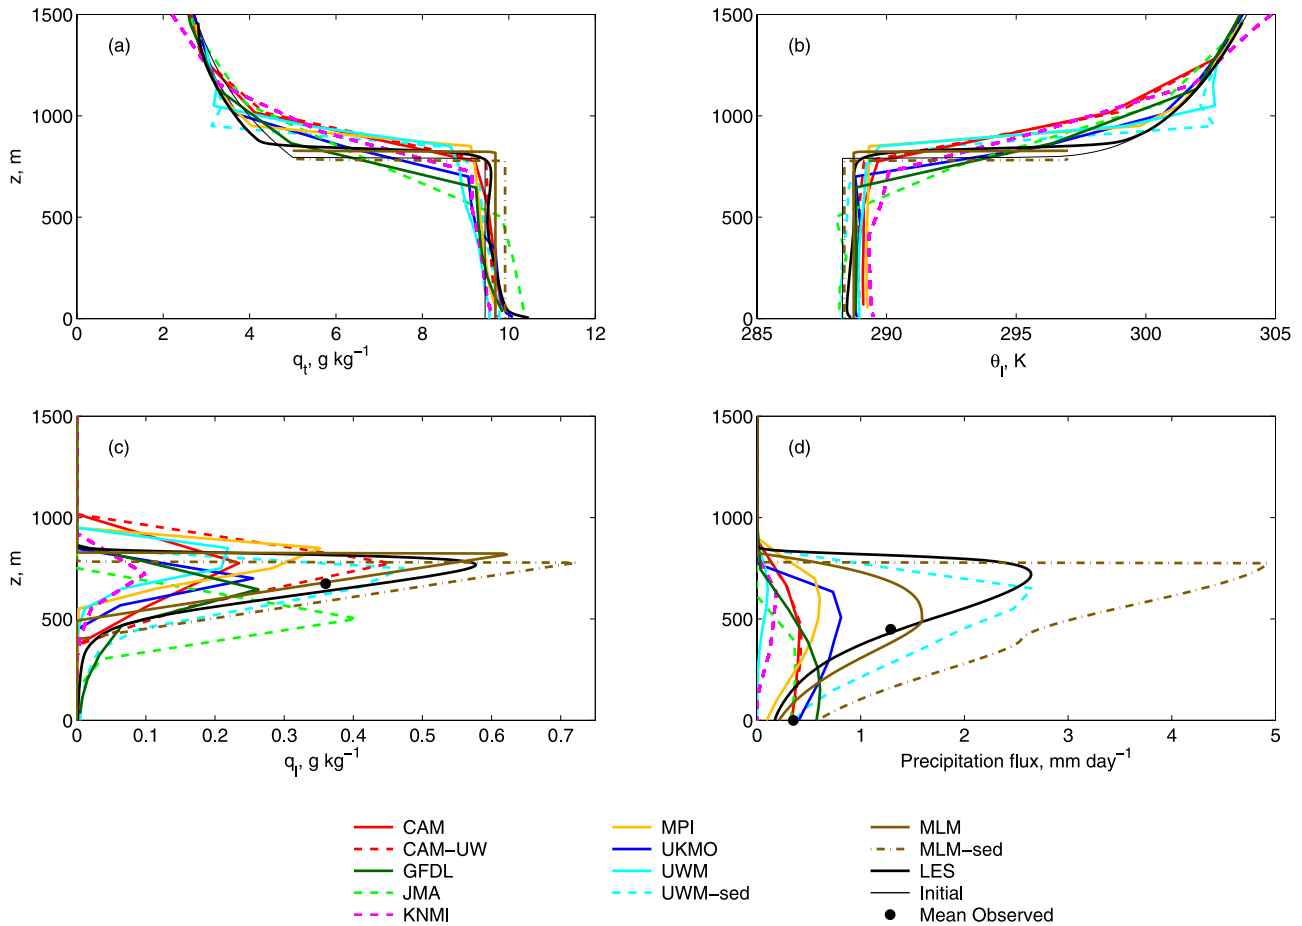 1500
1000
500
0
z, m
(a)
0 2 4 6 8 10 12
q_t, g kg⁻¹
1500
1000
500
0
z, m
(b)
285 290 295 300 305
θ_l, K
1500
1000
500
0
z, m
(c)
0 0.1 0.2 0.3 0.4 0.5 0.6 0.7
q_l, g kg⁻¹
1500
1000
500
0
z, m
(d)
0 1 2 3 4 5
Precipitation flux, mm day⁻¹
CAM
CAM−UW
GFDL
JMA
KNMI
MPI
UKMO
UWM
UWM−sed
MLM
MLM−sed
LES
Initial
Mean Observed